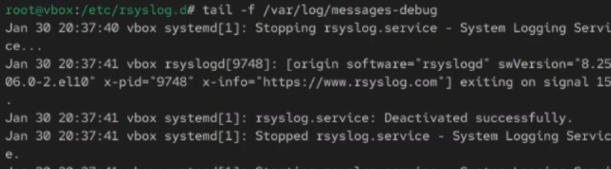 root@vbox:/etc/rsyslog.d# tail -f /var/log/messages-debug
Jan 30 20:37:40 vbox systemd[1]: Stopping rsyslog.service - System Logging Servi
ce...
Jan 30 20:37:41 vbox rsyslogd[9748]: [origin software="rsyslogd" swVersion="8.25
06.0-2.el10" x-pid="9748" x-info="https://www.rsyslog.com"] exiting on signal 15
.
Jan 30 20:37:41 vbox systemd[1]: rsyslog.service: Deactivated successfully.
Jan 30 20:37:41 vbox systemd[1]: Stopped rsyslog.service - System Logging Servic
e.